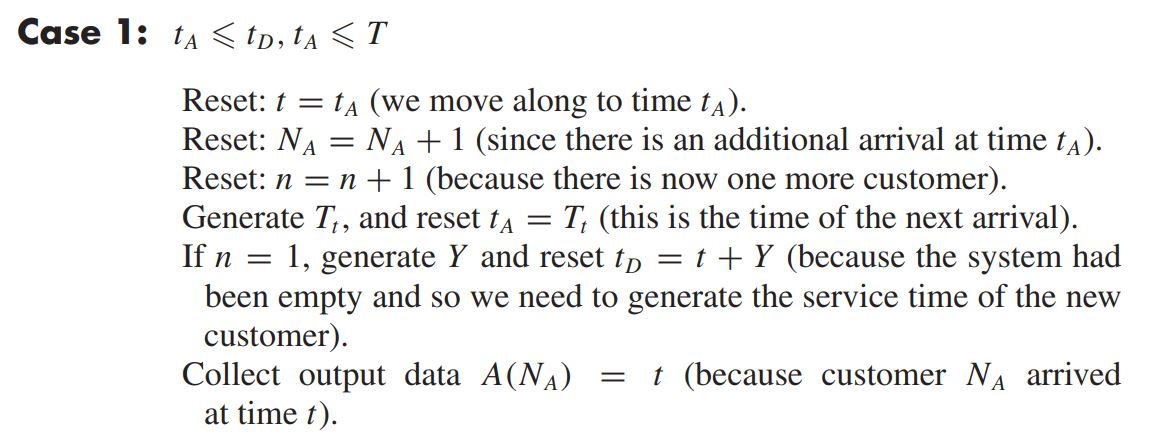 Case 1: t_A ⩽ t_D, t_A ⩽ T
Reset: t = t_A (we move along to time t_A).
Reset: N_A = N_A + 1 (since there is an additional arrival at time t_A).
Reset: n = n + 1 (because there is now one more customer).
Generate T_t, and reset t_A = T_t (this is the time of the next arrival).
If n = 1, generate Y and reset t_D = t + Y (because the system had
been empty and so we need to generate the service time of the new
customer).
Collect output data A(N_A) = t (because customer N_A arrived
at time t).